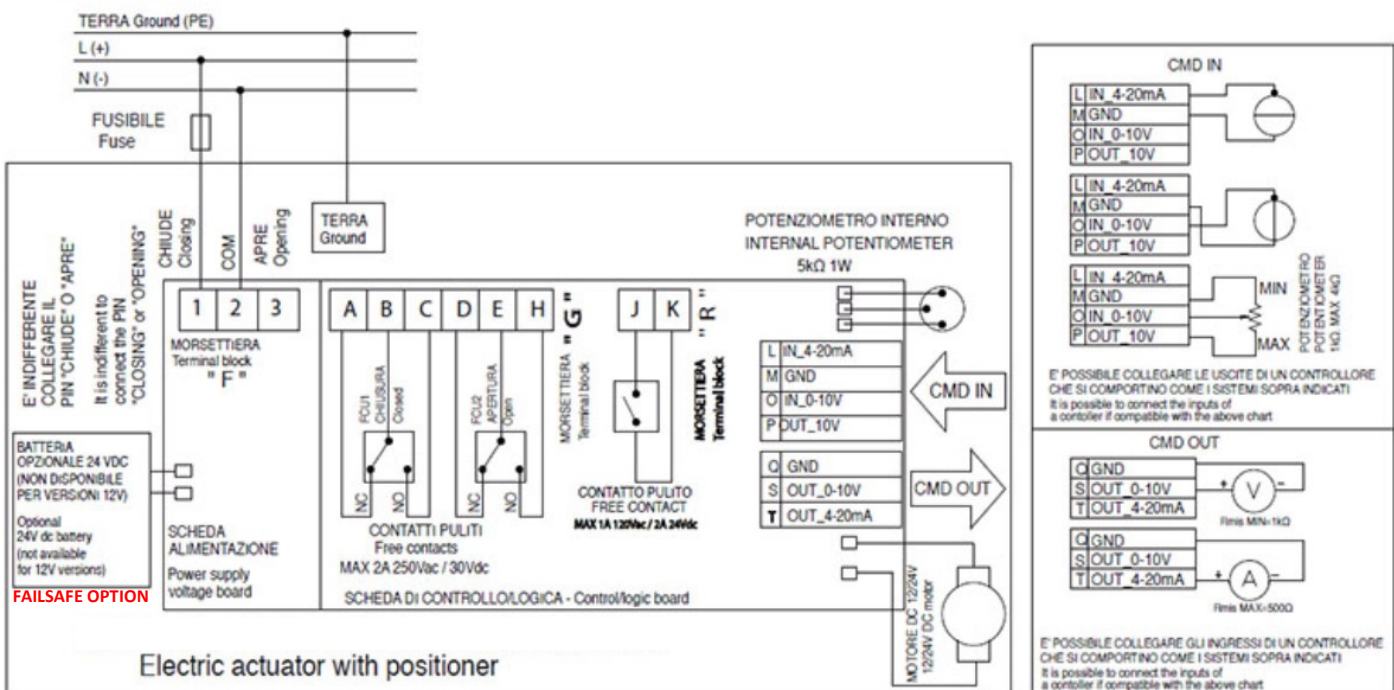 TERRA Ground (PE)
L (+)
N (-)
FUSIBILE
Fuse
E' INDIFFERENTE
COLLEGARE IL
PIN "CHIUDE" O "APRE"
It is indifferent to
connect the PIN
"CLOSING" or "OPENING"
CHIUDE
Closing
COM
APRE
Opening
TERRA
Ground
1 2 3
MORSETTIERA
Terminal block
" F "
A B C D E H
MORSETTIERA "G"
Terminal block
FCU1
CHIUSURA
Closed
FCU2
APERTURA
Open
NC NO NC NO
CONTATTI PULITI
Free contacts
MAX 2A 250Vac / 30Vdc
J K
MORSETTIERA "R"
Terminal block
CONTATTO PULITO
FREE CONTACT
MAX 1A 120Vac / 2A 24Vdc
POTENZIOMETRO INTERNO
INTERNAL POTENTIOMETER
5kΩ 1W
L IN_4-20mA
M GND
O IN_0-10V
P OUT_10V
CMD IN
Q GND
S OUT_0-10V
T OUT_4-20mA
CMD OUT
MOTORE DC 12/24V
12/24V DC motor
BATTERIA
OPZIONALE 24 VDC
(NON DISPONIBILE
PER VERSIONI 12V)
Optional
24V dc battery
(not available
for 12V versions)
FAILSAFE OPTION
SCHEDA
ALIMENTAZIONE
Power supply
voltage board
SCHEDA DI CONTROLLO/LOGICA - Control/logic board
Electric actuator with positioner
CMD IN
L IN_4-20mA
M GND
O IN_0-10V
P OUT_10V
L IN_4-20mA
M GND
O IN_0-10V
P OUT_10V
L IN 4-20mA
M GND
O IN_0-10V
P OUT_10V
MIN
MAX
POTENZIOMETRO
POTENTIOMETER
1kΩ MAX 4kΩ
E' POSSIBILE COLLEGARE LE USCITE DI UN CONTROLLORE
CHE SI COMPORTINO COME I SISTEMI SOPRA INDICATI
It is possible to connect the inputs of
a contoller if compatible with the above chart
CMD OUT
Q GND
S OUT_0-10V
T OUT_4-20mA
+ V -
Rmis MIN=1kΩ
Q GND
S OUT_0-10V
T OUT_4-20mA
+ A -
Rmis MAX=500Ω
E' POSSIBILE COLLEGARE GLI INGRESSI DI UN CONTROLLORE
CHE SI COMPORTINO COME I SISTEMI SOPRA INDICATI
It is possible to connect the inputs of
a contoller if compatible with the above chart